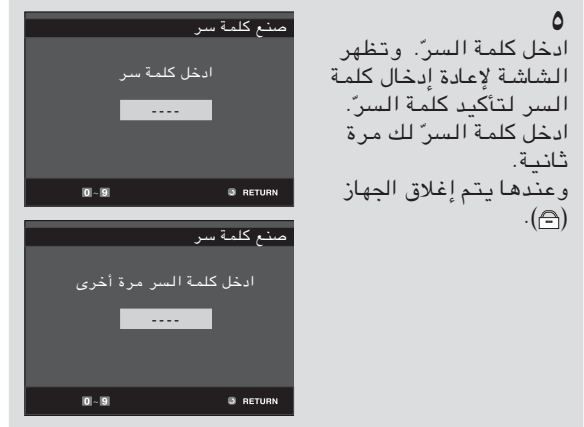 ٥
ادخل كلمة السرّ. وتظهر
الشاشة لإعادة إدخال كلمة
السر لتأكيد كلمة السرّ.
ادخل كلمة السرّ لك مرة
ثانية.
وعندها يتم إغلاق الجهاز
().
صنع كلمة سر
ادخل كلمة سر
----
0~9 RETURN
صنع كلمة سر
ادخل كلمة السر مرة أخرى
----
0~9 RETURN